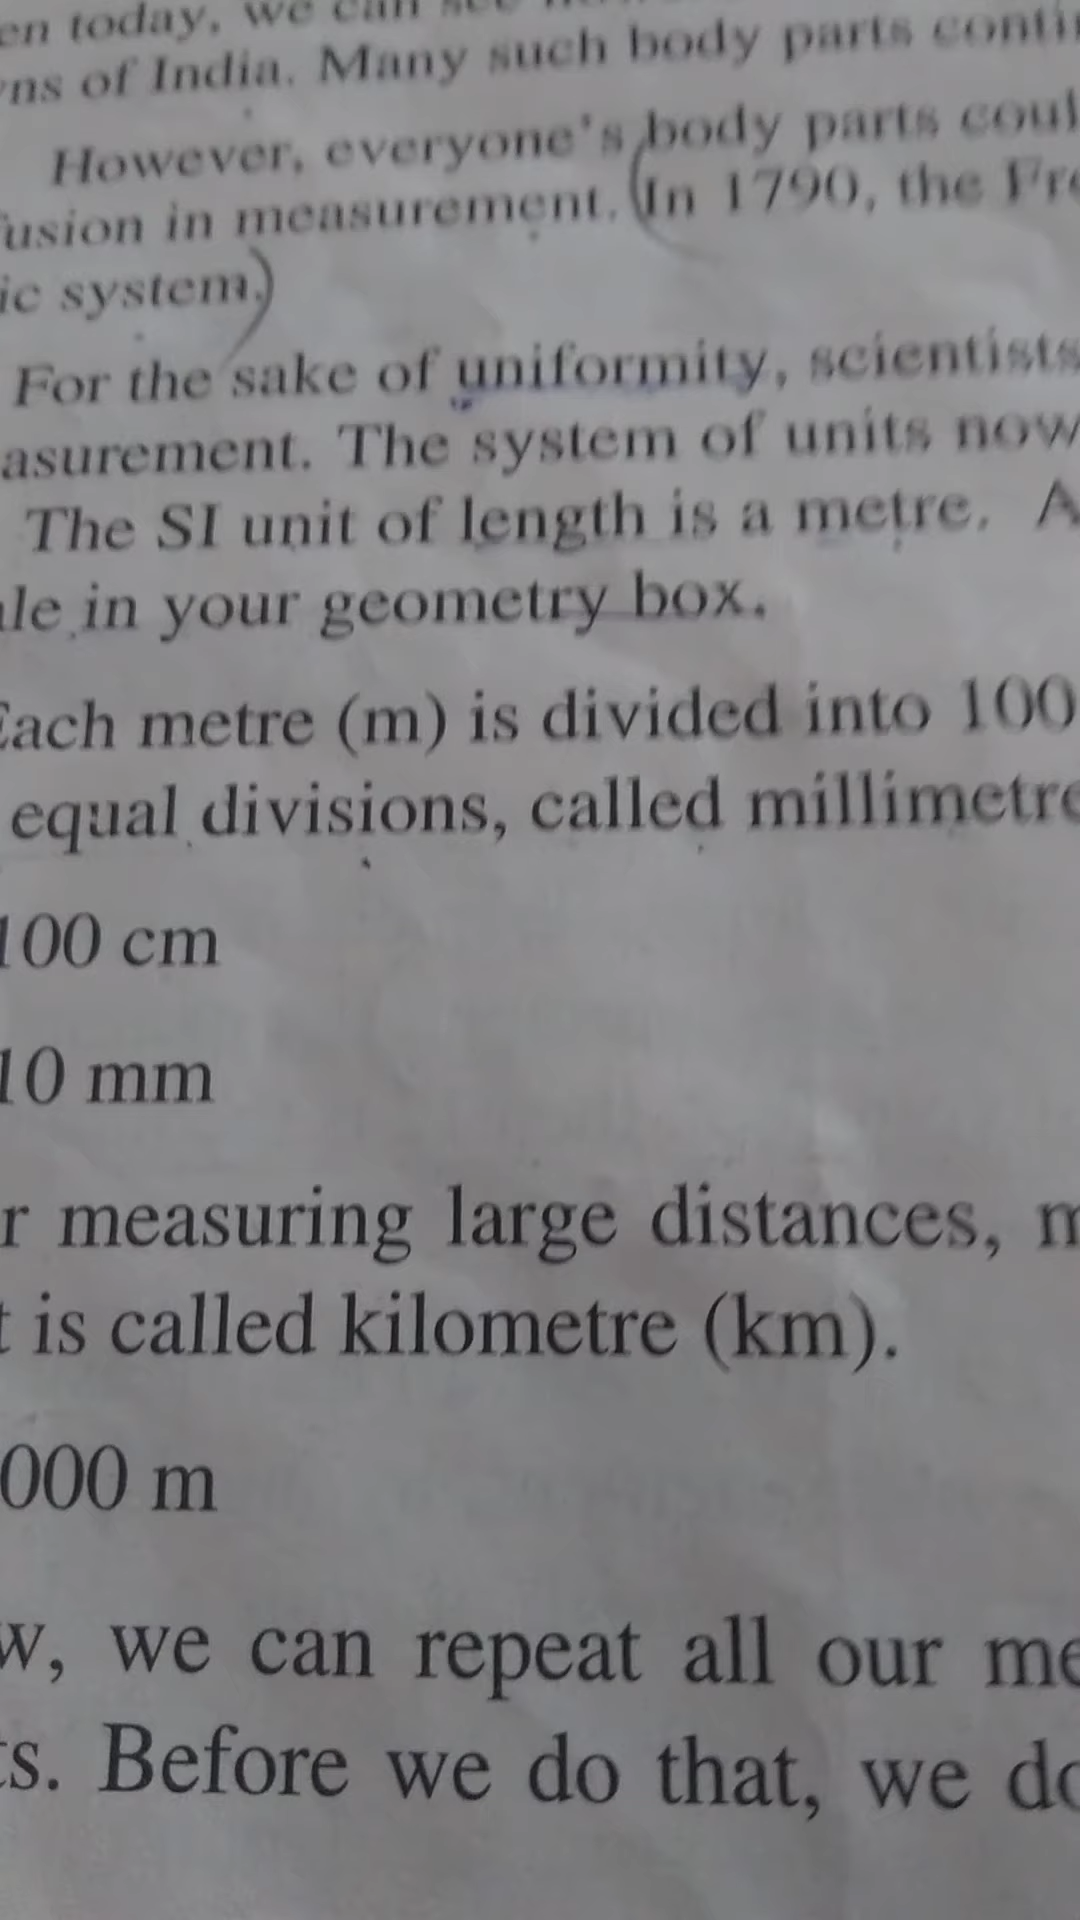 en today, we can see
ns of India. Many such body parts
However, everyone's body parts
usion in measurement. (In 1790, the
ic system.)
For the sake of uniformity, scientists
asurement. The system of units now
The SI unit of length is a metre. A
le in your geometry box.
Each metre (m) is divided into 100
equal divisions, called millimetre
100 cm
10 mm
r measuring large distances, m
t is called kilometre (km).
000 m
w, we can repeat all our me
ts. Before we do that, we do